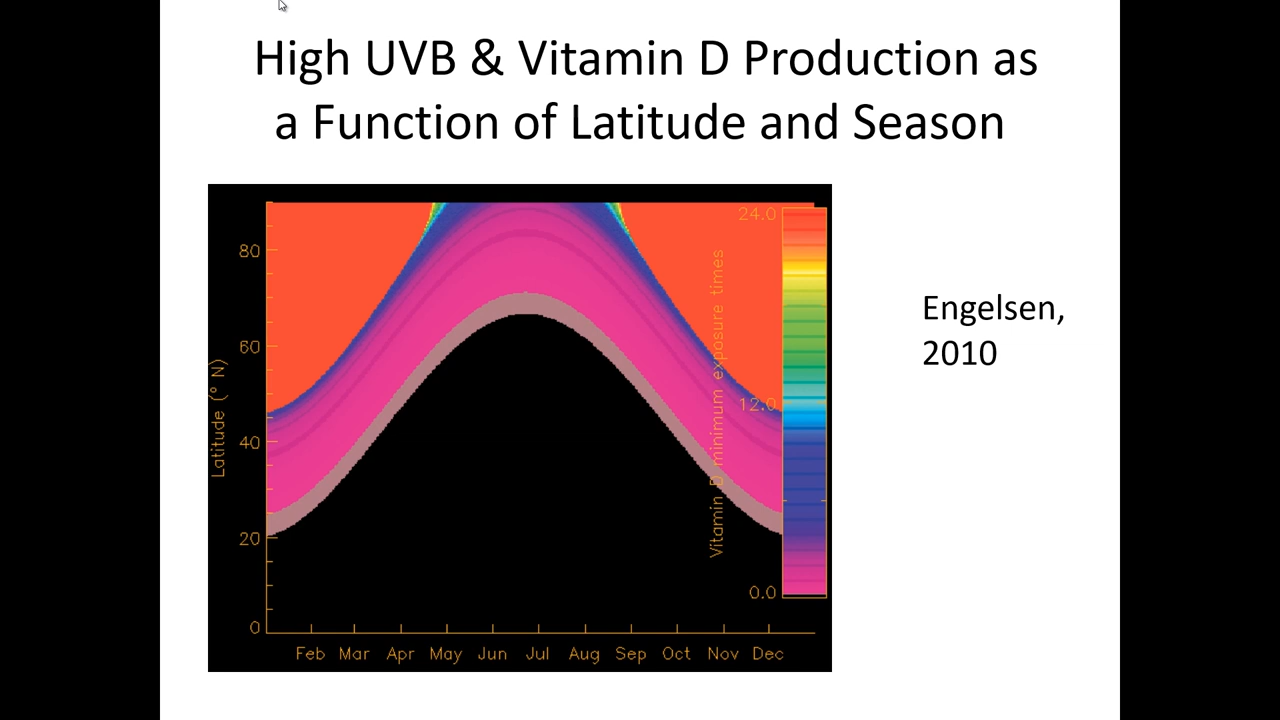 High UVB & Vitamin D Production as
a Function of Latitude and Season
Latitude (° N)
80
60
40
20
0
Feb Mar Apr May Jun Jul Aug Sep Oct Nov Dec
Vitamin D minimum exposure times
24.0
12.0
0.0
Engelsen,
2010